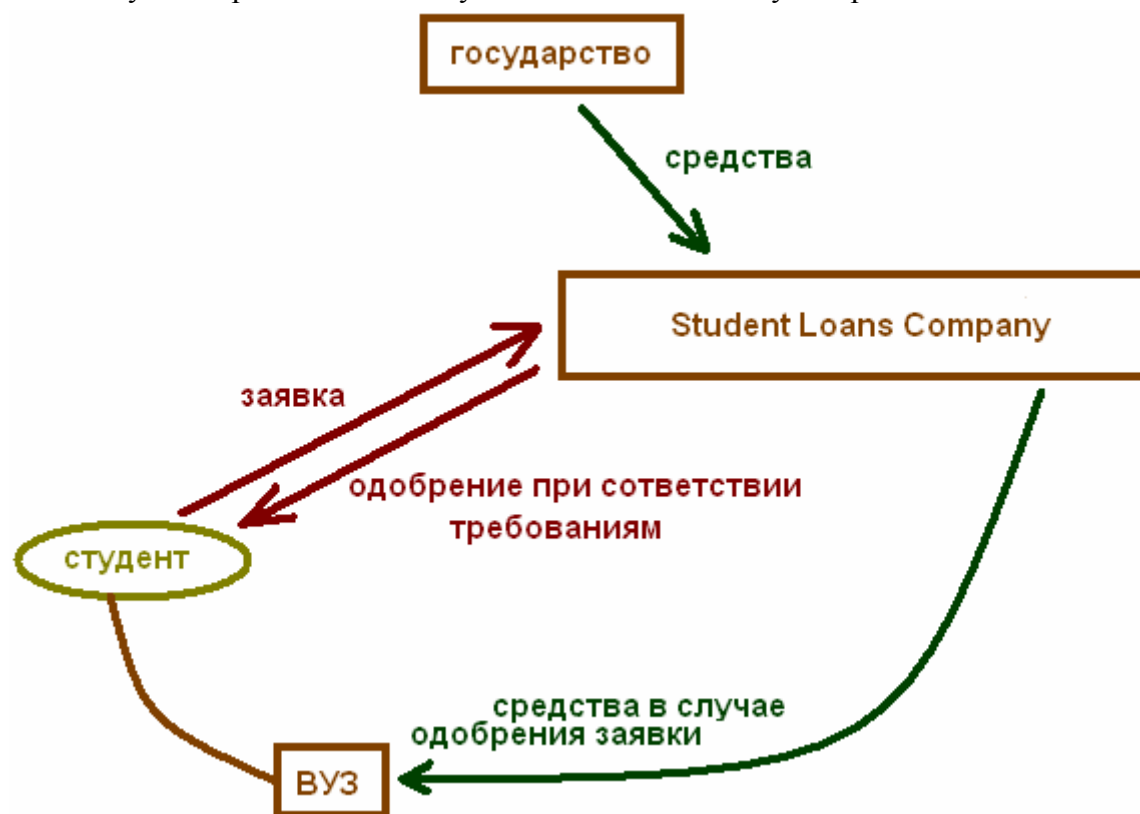 государство
средства
Student Loans Company
заявка
одобрение при сответствии
требованиям
студент
средства в случае
одобрения заявки
ВУЗ